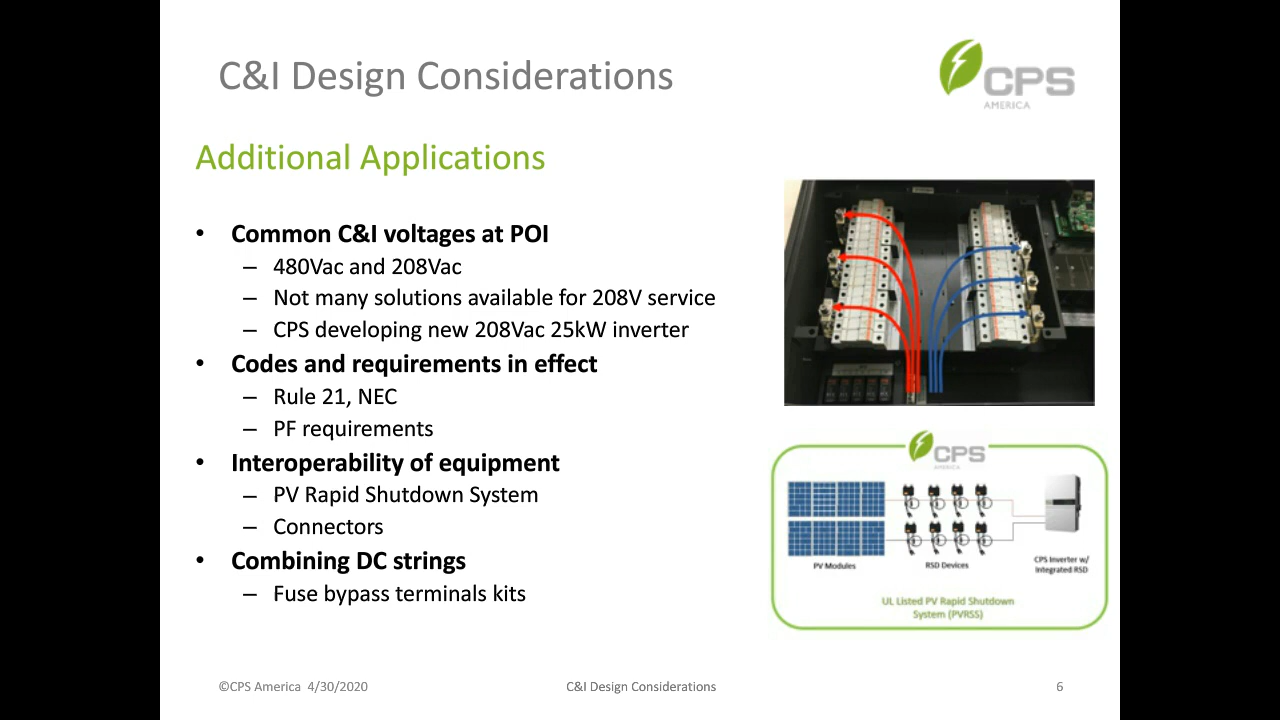 C&I Design Considerations
CPS
AMERICA
Additional Applications
• Common C&I voltages at POI
– 480Vac and 208Vac
– Not many solutions available for 208V service
– CPS developing new 208Vac 25kW inverter
• Codes and requirements in effect
– Rule 21, NEC
– PF requirements
• Interoperability of equipment
– PV Rapid Shutdown System
– Connectors
• Combining DC strings
– Fuse bypass terminals kits
CPS
AMERICA
PV Modules
RSD Devices
CPS Inverter w/
Integrated RSD
UL Listed PV Rapid Shutdown
System (PVRSS)
©CPS America 4/30/2020
C&I Design Considerations
6